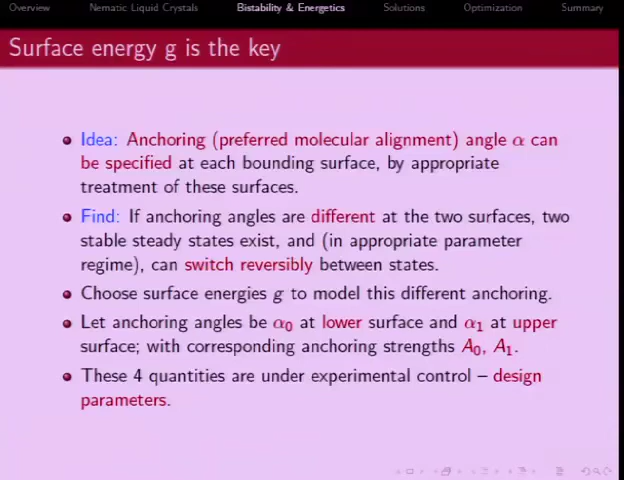 Overview Nematic Liquid Crystals Bistability & Energetics Solutions Optimization Summary
Surface energy g is the key
Idea: Anchoring (preferred molecular alignment) angle α can
be specified at each bounding surface, by appropriate
treatment of these surfaces.
Find: If anchoring angles are different at the two surfaces, two
stable steady states exist, and (in appropriate parameter
regime), can switch reversibly between states.
Choose surface energies g to model this different anchoring.
Let anchoring angles be α₀ at lower surface and α₁ at upper
surface; with corresponding anchoring strengths A₀, A₁.
These 4 quantities are under experimental control – design
parameters.